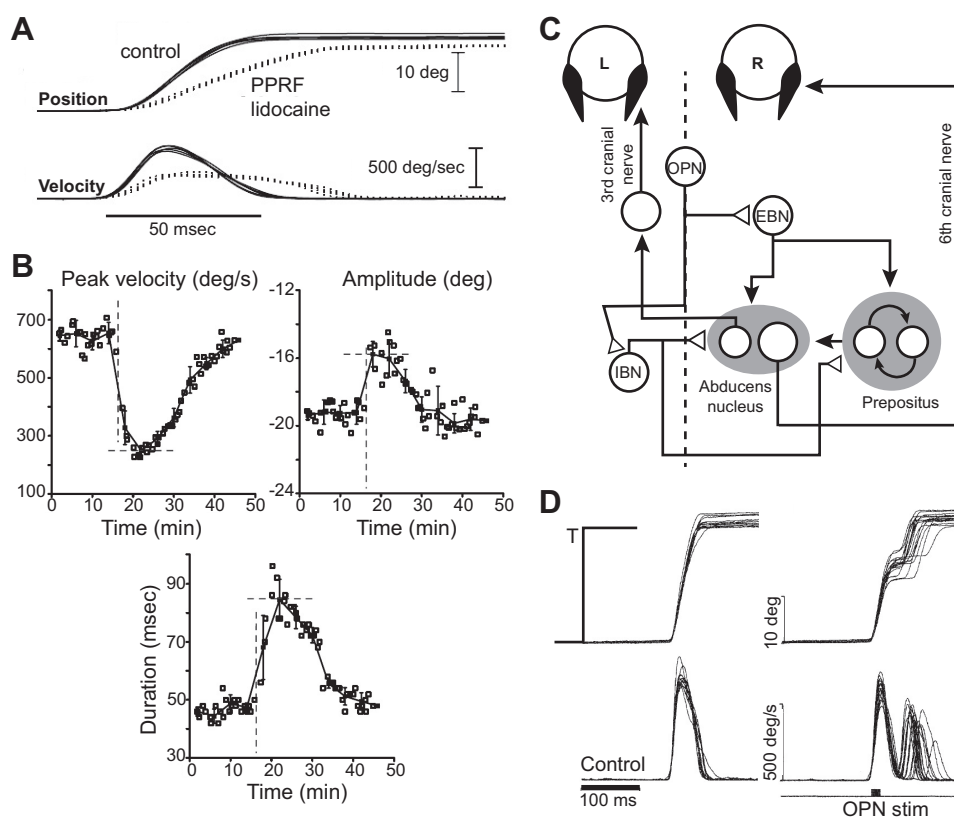 A
control
Position
PPRF
lidocaine
10 deg
500 deg/sec
Velocity
50 msec
B
Peak velocity (deg/s)
700
500
300
100
0 10 20 30 40 50
Time (min)
Amplitude (deg)
-12
-16
-20
-24
0 10 20 30 40 50
Time (min)
Duration (msec)
90
70
50
30
0 10 20 30 40 50
Time (min)
C
L
R
3rd cranial
nerve
OPN
EBN
6th cranial nerve
IBN
Abducens
nucleus
Prepositus
D
T
10 deg
Control
500 deg/s
100 ms
OPN stim